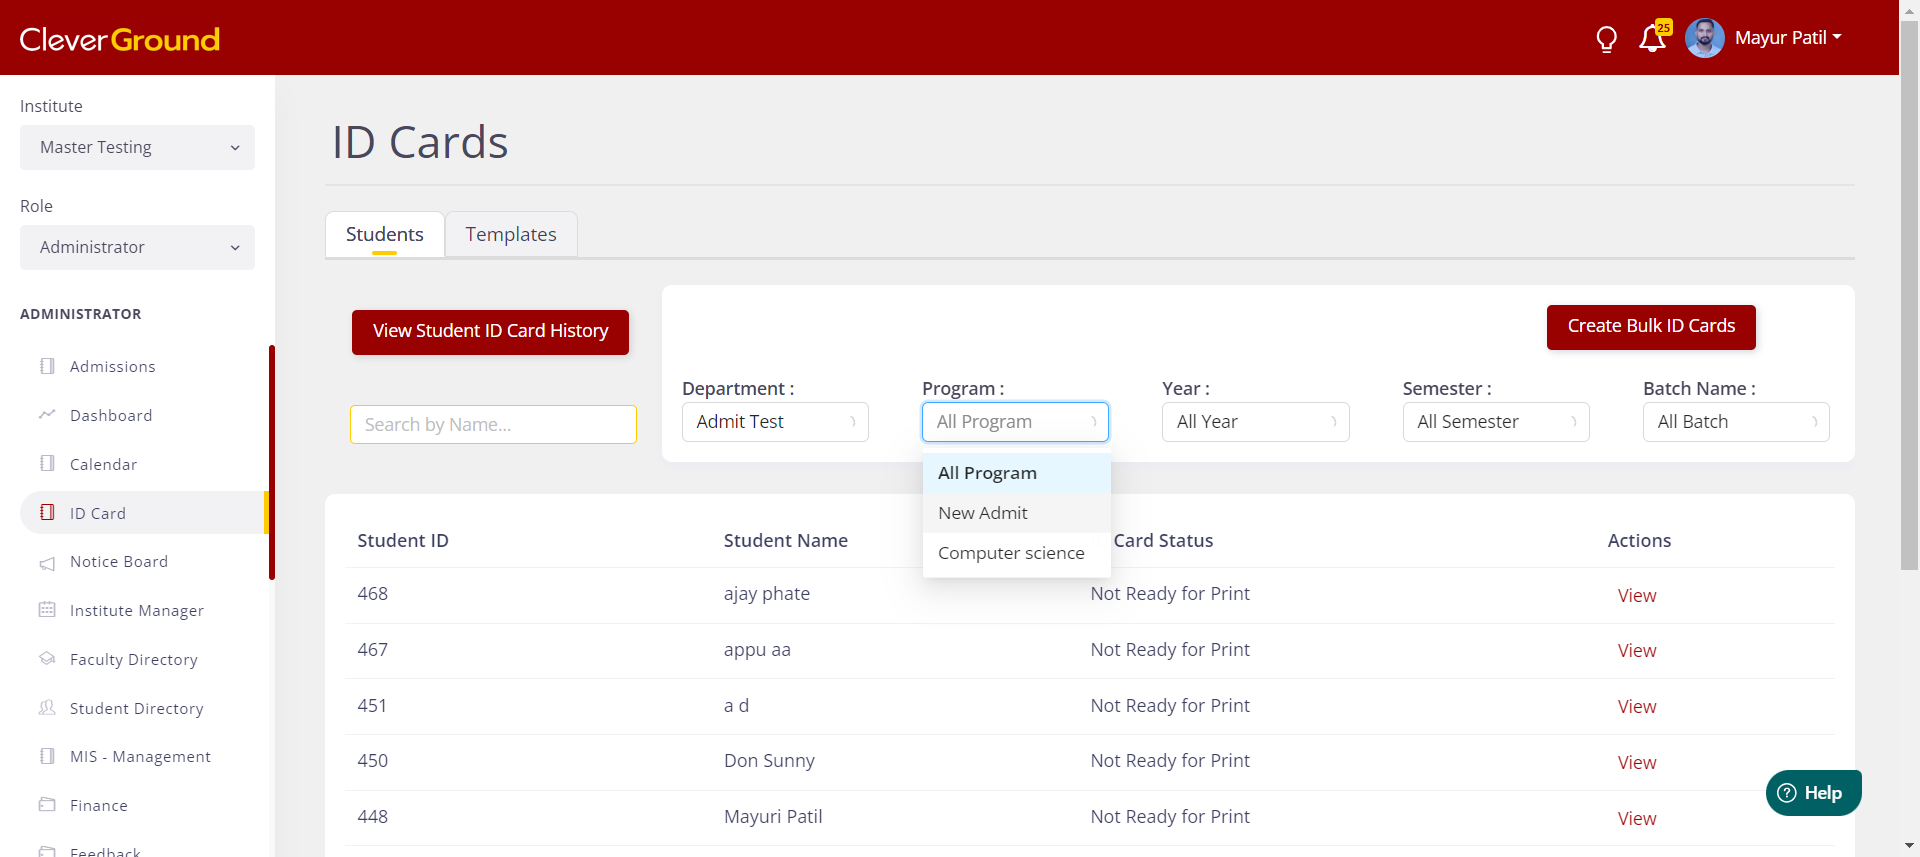 CleverGround
25
Mayur Patil
Institute
Master Testing
Role
Administrator
ADMINISTRATOR
Admissions
Dashboard
Calendar
ID Card
Notice Board
Institute Manager
Faculty Directory
Student Directory
MIS - Management
Finance
Feedback
ID Cards
Students
Templates
View Student ID Card History
Search by Name...
Create Bulk ID Cards
Department :
Admit Test
Program :
All Program
Year :
All Year
Semester :
All Semester
Batch Name :
All Batch
All Program
New Admit
Computer science
Student ID Student Name Card Status Actions
468 ajay phate Not Ready for Print View
467 appu aa Not Ready for Print View
451 a d Not Ready for Print View
450 Don Sunny Not Ready for Print View
448 Mayuri Patil Not Ready for Print View
Help